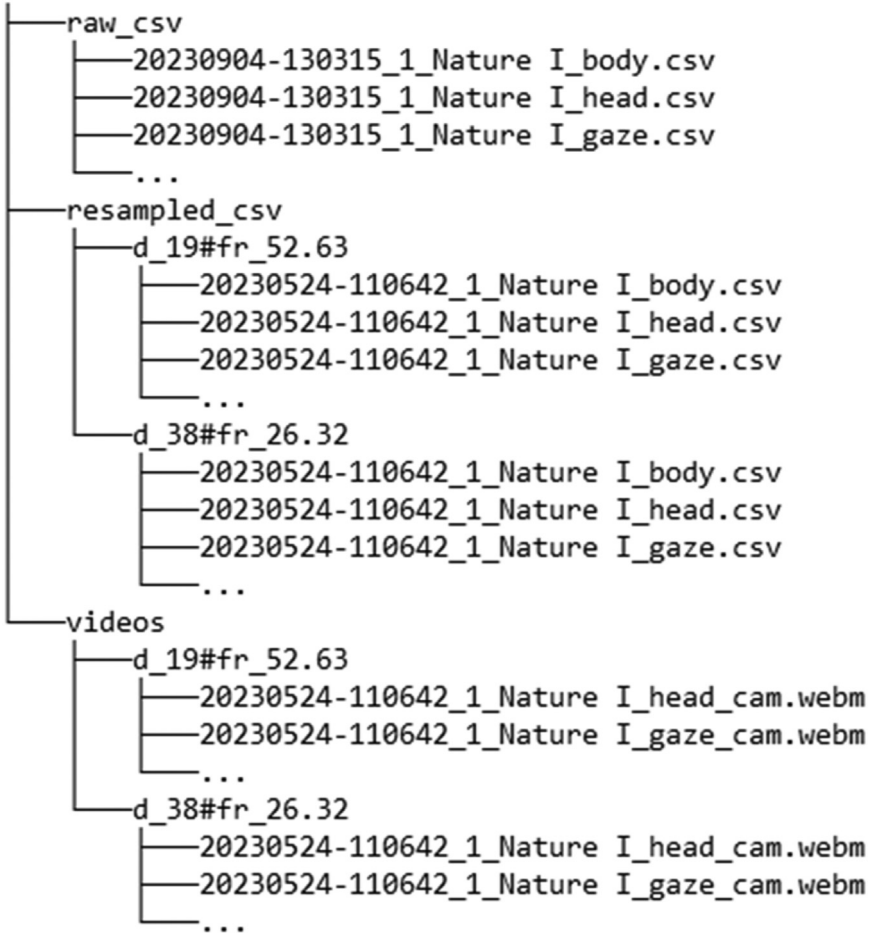 raw_csv
20230904-130315_1_Nature I_body.csv
20230904-130315_1_Nature I_head.csv
20230904-130315_1_Nature I_gaze.csv
...
resampled_csv
d_19#fr_52.63
20230524-110642_1_Nature I_body.csv
20230524-110642_1_Nature I_head.csv
20230524-110642_1_Nature I_gaze.csv
...
d_38#fr_26.32
20230524-110642_1_Nature I_body.csv
20230524-110642_1_Nature I_head.csv
20230524-110642_1_Nature I_gaze.csv
...
videos
d_19#fr_52.63
20230524-110642_1_Nature I_head_cam.webm
20230524-110642_1_Nature I_gaze_cam.webm
...
d_38#fr_26.32
20230524-110642_1_Nature I_head_cam.webm
20230524-110642_1_Nature I_gaze_cam.webm
...